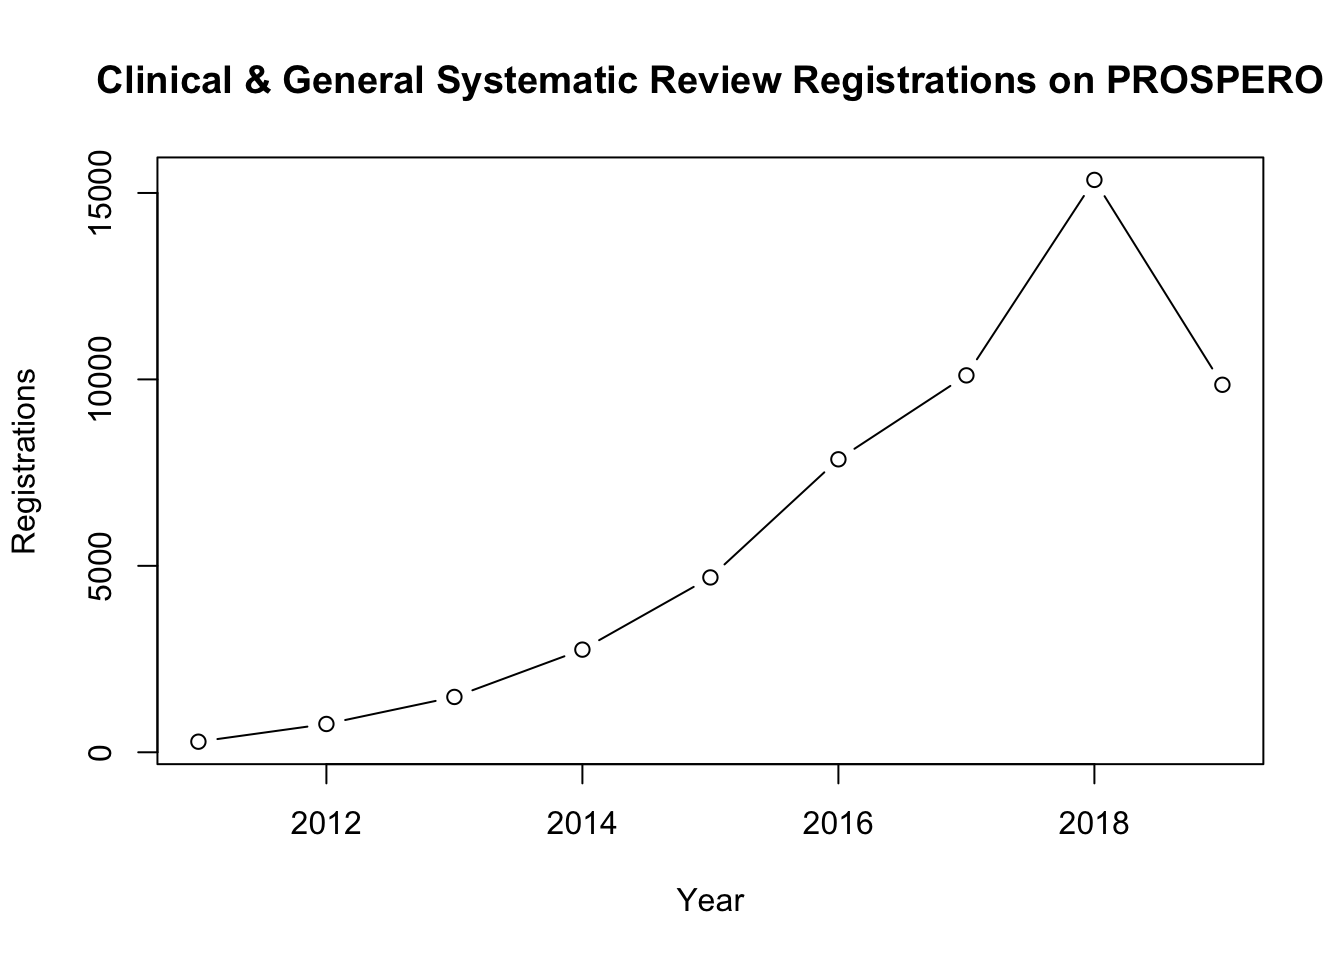 Clinical & General Systematic Review Registrations on PROSPERO
15000
10000
5000
0
Registrations
2012 2014 2016 2018
Year